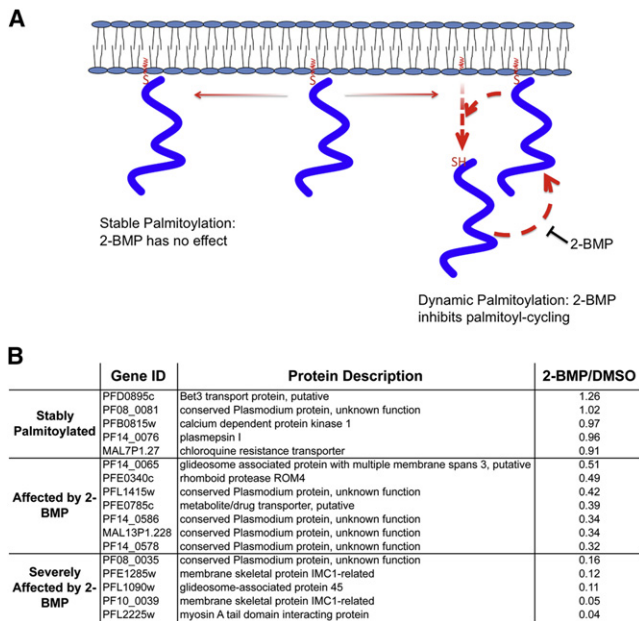 A
S
S
S
SH
Stable Palmitoylation:
2-BMP has no effect
2-BMP
Dynamic Palmitoylation: 2-BMP
inhibits palmitoyl-cycling
B
Gene ID Protein Description 2-BMP/DMSO
Stably Palmitoylated
PFD0895c Bet3 transport protein, putative 1.26
PF08_0081 conserved Plasmodium protein, unknown function 1.02
PFB0815w calcium dependent protein kinase 1 0.97
PF14_0076 plasmepsin I 0.96
MAL7P1.27 chloroquine resistance transporter 0.91
Affected by 2-BMP
PF14_0065 glideosome associated protein with multiple membrane spans 3, putative 0.51
PFE0340c rhomboid protease ROM4 0.49
PFL1415w conserved Plasmodium protein, unknown function 0.42
PFE0785c metabolite/drug transporter, putative 0.39
PF14_0586 conserved Plasmodium protein, unknown function 0.34
MAL13P1.228 conserved Plasmodium protein, unknown function 0.34
PF14_0578 conserved Plasmodium protein, unknown function 0.32
Severely Affected by 2-BMP
PF08_0035 conserved Plasmodium protein, unknown function 0.16
PFE1285w membrane skeletal protein IMC1-related 0.12
PFL1090w glideosome-associated protein 45 0.11
PF10_0039 membrane skeletal protein IMC1-related 0.05
PFL2225w myosin A tail domain interacting protein 0.04